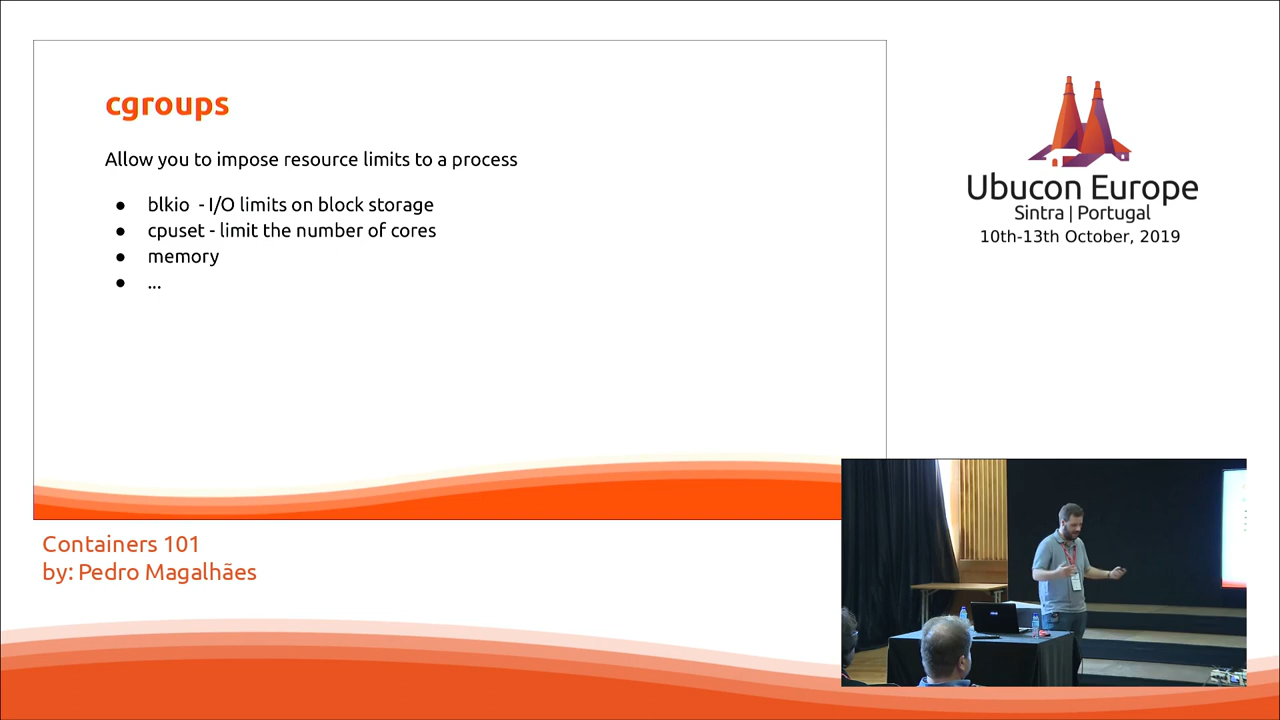 cgroups
Allow you to impose resource limits to a process
● blkio - I/O limits on block storage
● cpuset - limit the number of cores
● memory
● ...
Ubucon Europe
Sintra | Portugal
10th-13th October, 2019
Containers 101
by: Pedro Magalhães